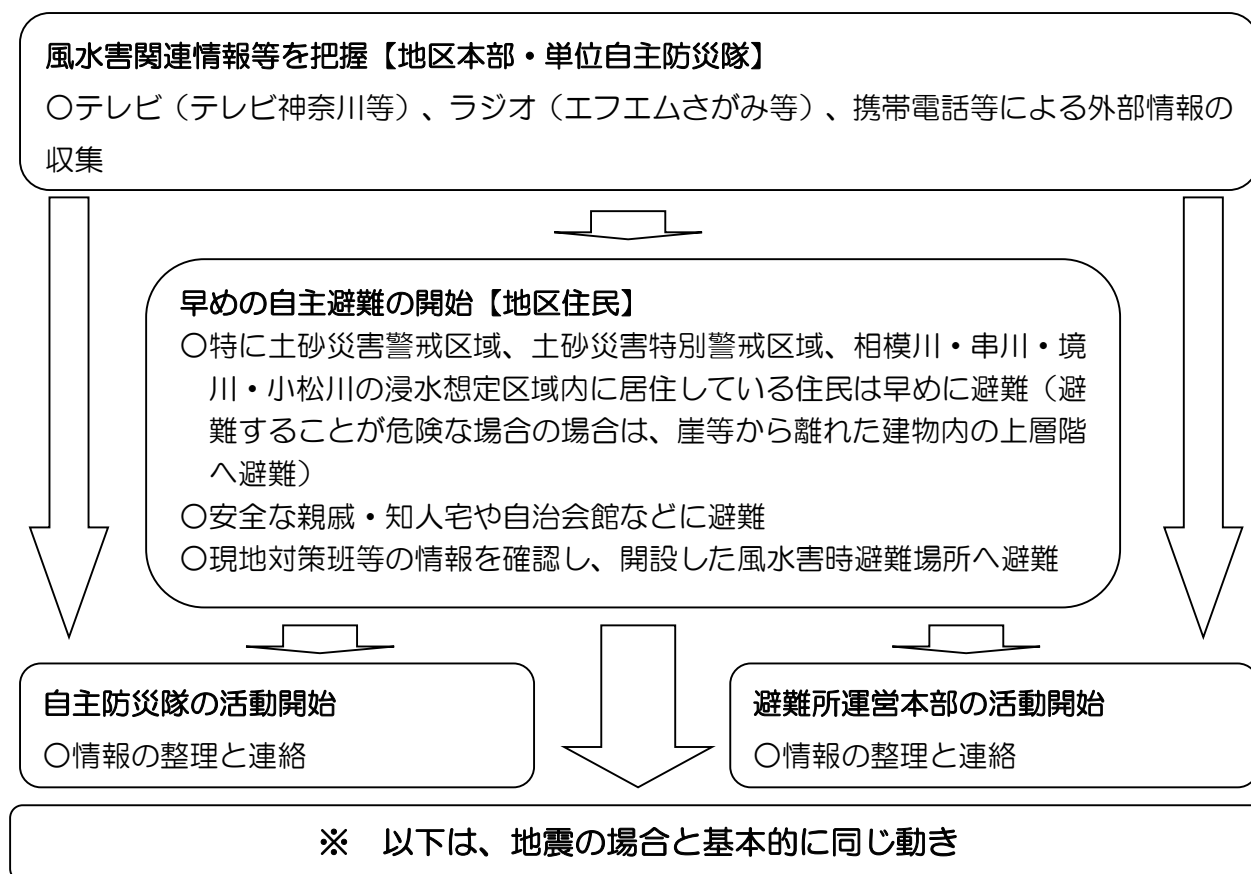 風水害関連情報等を把握【地区本部・単位自主防災隊】
〇テレビ（テレビ神奈川等）、ラジオ（エフエムさがみ等）、携帯電話等による外部情報の
収集
早めの自主避難の開始【地区住民】
〇特に土砂災害警戒区域、土砂災害特別警戒区域、相模川・串川・境
川・小松川の浸水想定区域内に居住している住民は早めに避難（避
難することが危険な場合の場合は、崖等から離れた建物内の上層階
へ避難）
〇安全な親戚・知人宅や自治会館などに避難
〇現地対策班等の情報を確認し、開設した風水害時避難場所へ避難
自主防災隊の活動開始
〇情報の整理と連絡
避難所運営本部の活動開始
〇情報の整理と連絡
※　以下は、地震の場合と基本的に同じ動き